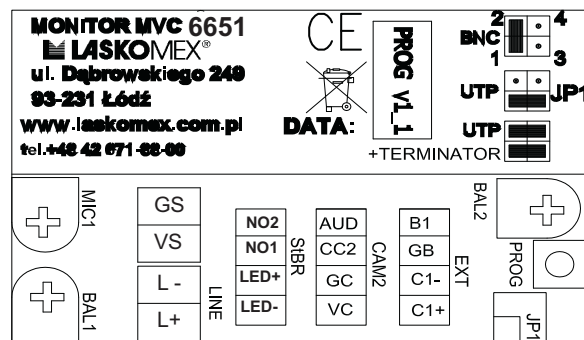 MONITOR MVC 6651
LASKOMEX®
ul. Dąbrowskiego 249
93-231 Łódź
www.laskomex.com.pl
tel.+48 42 671-88-00
CE
DATA:
PROG v1_1
2 4
BNC
1 3
UTP JP1
UTP
+TERMINATOR
MIC1
BAL1
GS
VS
L -
L+
LINE
NO2
NO1
LED+
LED-
StBR
AUD
CC2
GC
VC
CAM2
B1
GB
C1-
C1+
EXT
BAL2
PROG
JP1